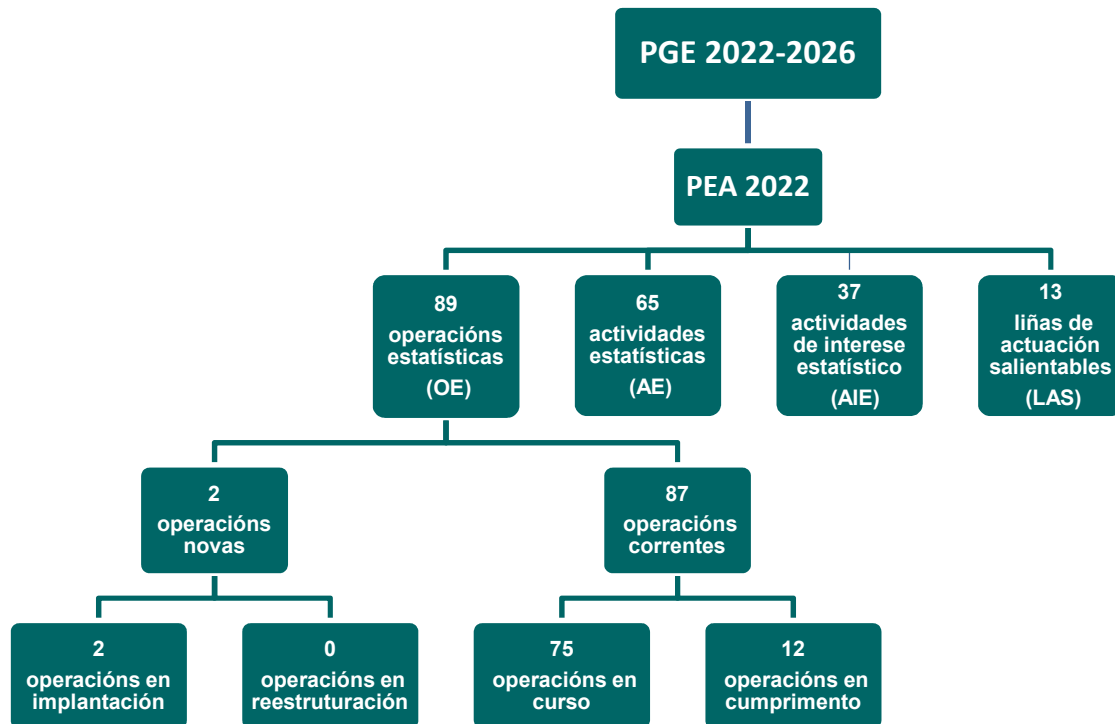 PGE 2022-2026
PEA 2022
89
operacións
estatísticas
(OE)
65
actividades
estatísticas
(AE)
37
actividades
de interese
estatístico
(AIE)
13
liñas de
actuación
salientables
(LAS)
2
operacións
novas
87
operacións
correntes
2
operacións en
implantación
0
operacións en
reestruturación
75
operacións en
curso
12
operacións en
cumprimento